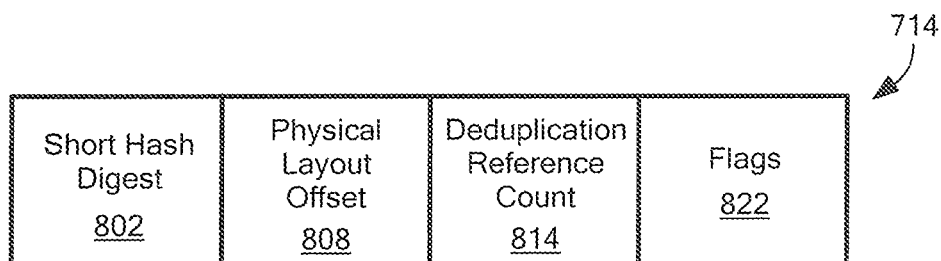 714
Short Hash
Digest
802
Physical
Layout
Offset
808
Deduplication
Reference
Count
814
Flags
822